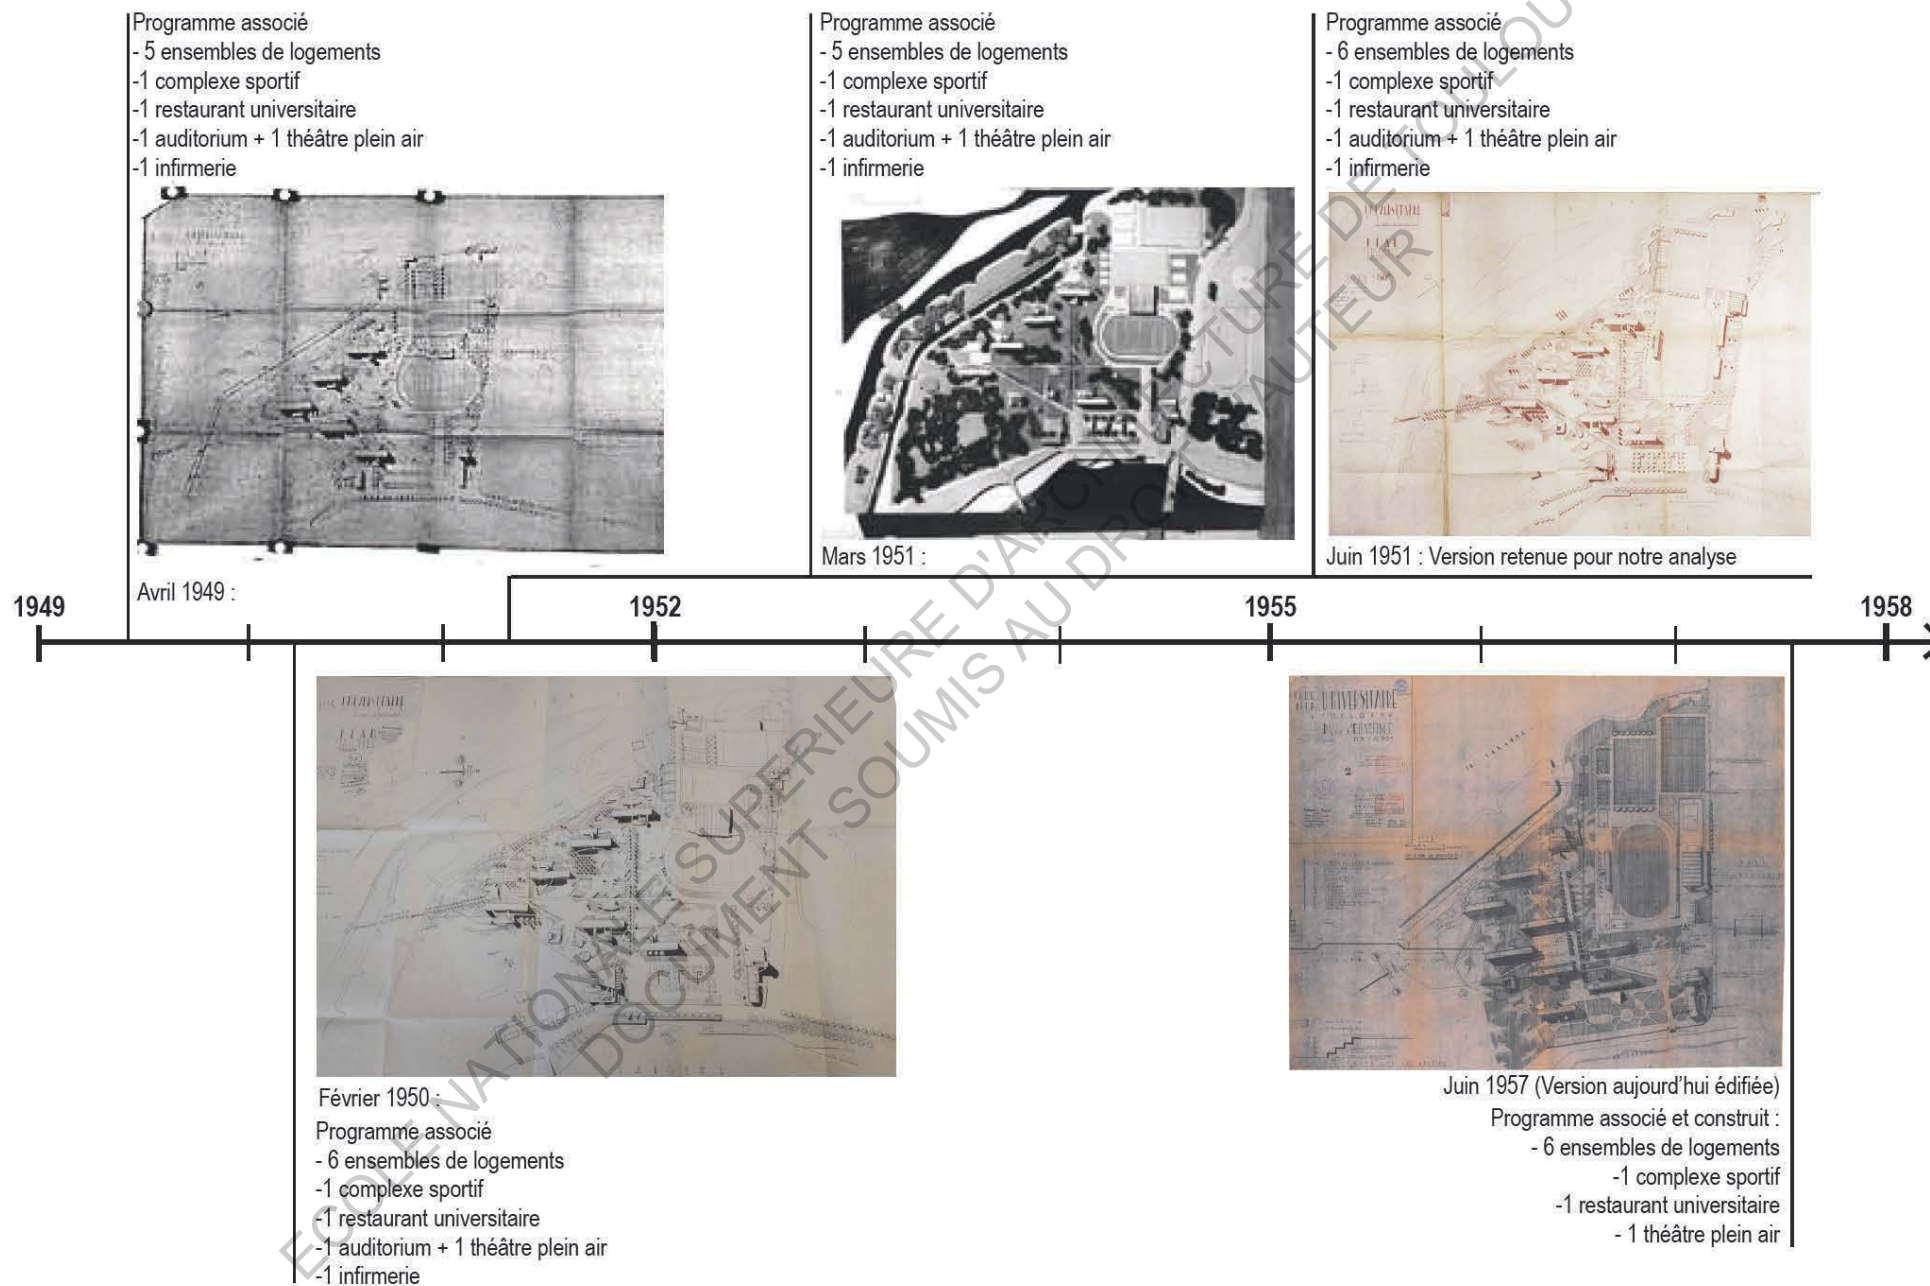 Programme associé
- 5 ensembles de logements
-1 complexe sportif
-1 restaurant universitaire
-1 auditorium + 1 théâtre plein air
-1 infirmerie
Avril 1949 :
Programme associé
- 5 ensembles de logements
-1 complexe sportif
-1 restaurant universitaire
-1 auditorium + 1 théâtre plein air
-1 infirmerie
Mars 1951 :
Programme associé
- 6 ensembles de logements
-1 complexe sportif
-1 restaurant universitaire
-1 auditorium + 1 théâtre plein air
-1 infirmerie
Juin 1951 : Version retenue pour notre analyse
1949
1952
1955
1958
Février 1950 :
Programme associé
- 6 ensembles de logements
-1 complexe sportif
-1 restaurant universitaire
-1 auditorium + 1 théâtre plein air
-1 infirmerie
UNIVERSITAIRE
Juin 1957 (Version aujourd'hui édifiée)
Programme associé et construit :
- 6 ensembles de logements
-1 complexe sportif
-1 restaurant universitaire
- 1 théâtre plein air
ECOLE NATIONALE SUPERIEURE D'ARCHITECTURE DE TOULOU
DOCUMENT SOUMIS AU DROIT D'AUTEUR